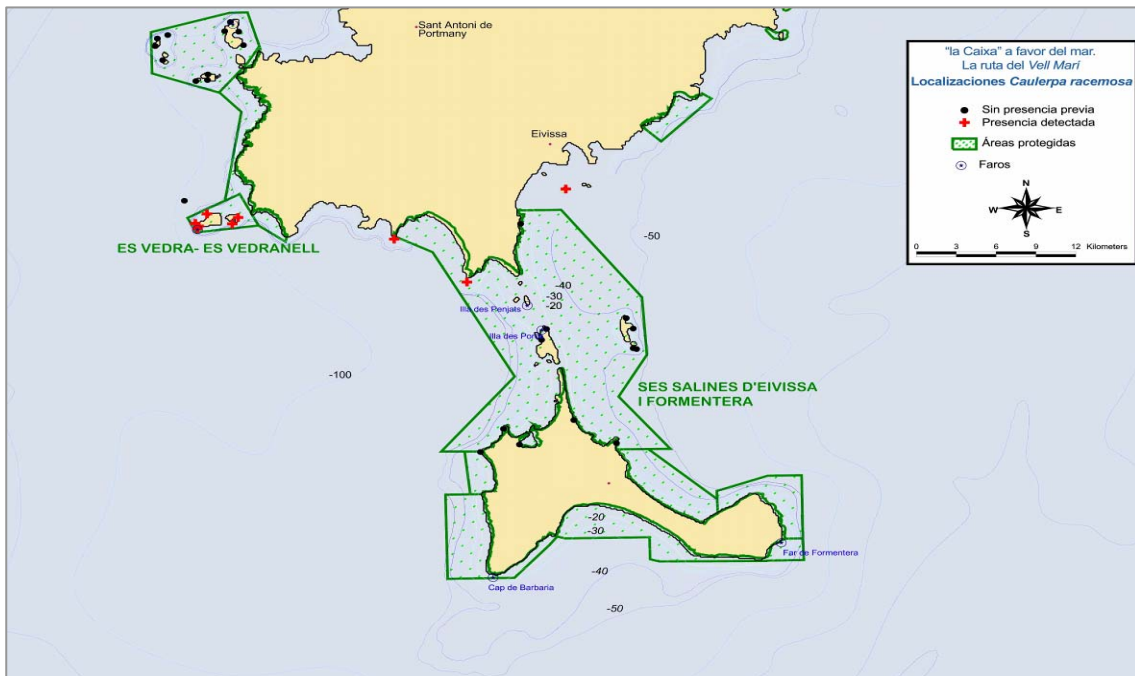 Sant Antoni de
Portmany
"la Caixa" a favor del mar.
La ruta del Vell Marí
Localizaciones Caulerpa racemosa
Sin presencia previa
Presencia detectada
Áreas protegidas
Faros
N
W
E
S
0 3 6 9 12 Kilometers
Eivissa
ES VEDRA- ES VEDRANELL
-50
-40
-30
-20
Illa des Penjats
Illa des Porcs
-100
SES SALINES D'EIVISSA
I FORMENTERA
-20
-30
Far de Formentera
-40
Cap de Barbaria
-50